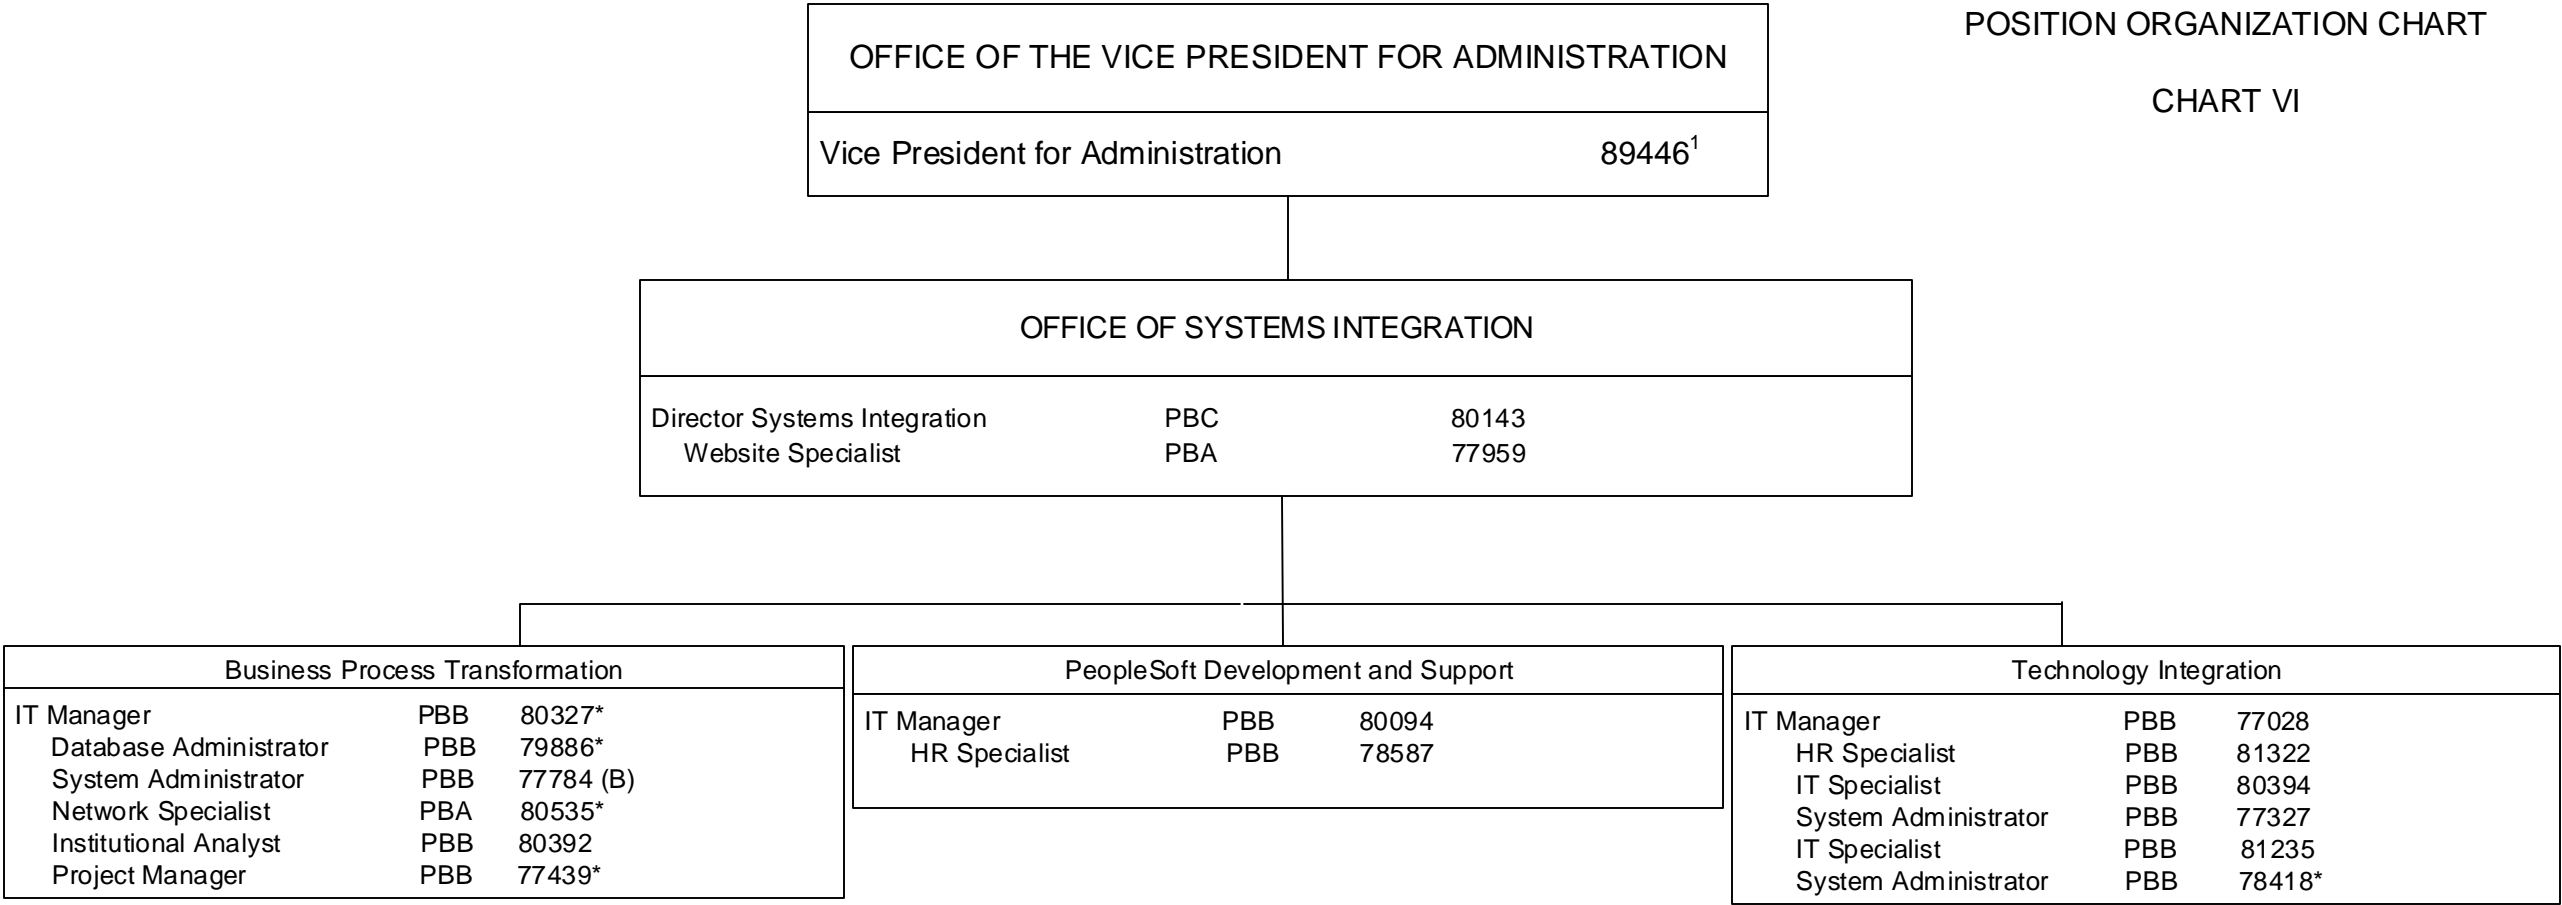 POSITION ORGANIZATION CHART
CHART VI
OFFICE OF THE VICE PRESIDENT FOR ADMINISTRATION
Vice President for Administration 89446¹
OFFICE OF SYSTEMS INTEGRATION
Director Systems Integration PBC 80143
Website Specialist PBA 77959
Business Process Transformation
IT Manager PBB 80327*
Database Administrator PBB 79886*
System Administrator PBB 77784 (B)
Network Specialist PBA 80535*
Institutional Analyst PBB 80392
Project Manager PBB 77439*
PeopleSoft Development and Support
IT Manager PBB 80094
HR Specialist PBB 78587
Technology Integration
IT Manager PBB 77028
HR Specialist PBB 81322
IT Specialist PBB 80394
System Administrator PBB 77327
IT Specialist PBB 81235
System Administrator PBB 78418*